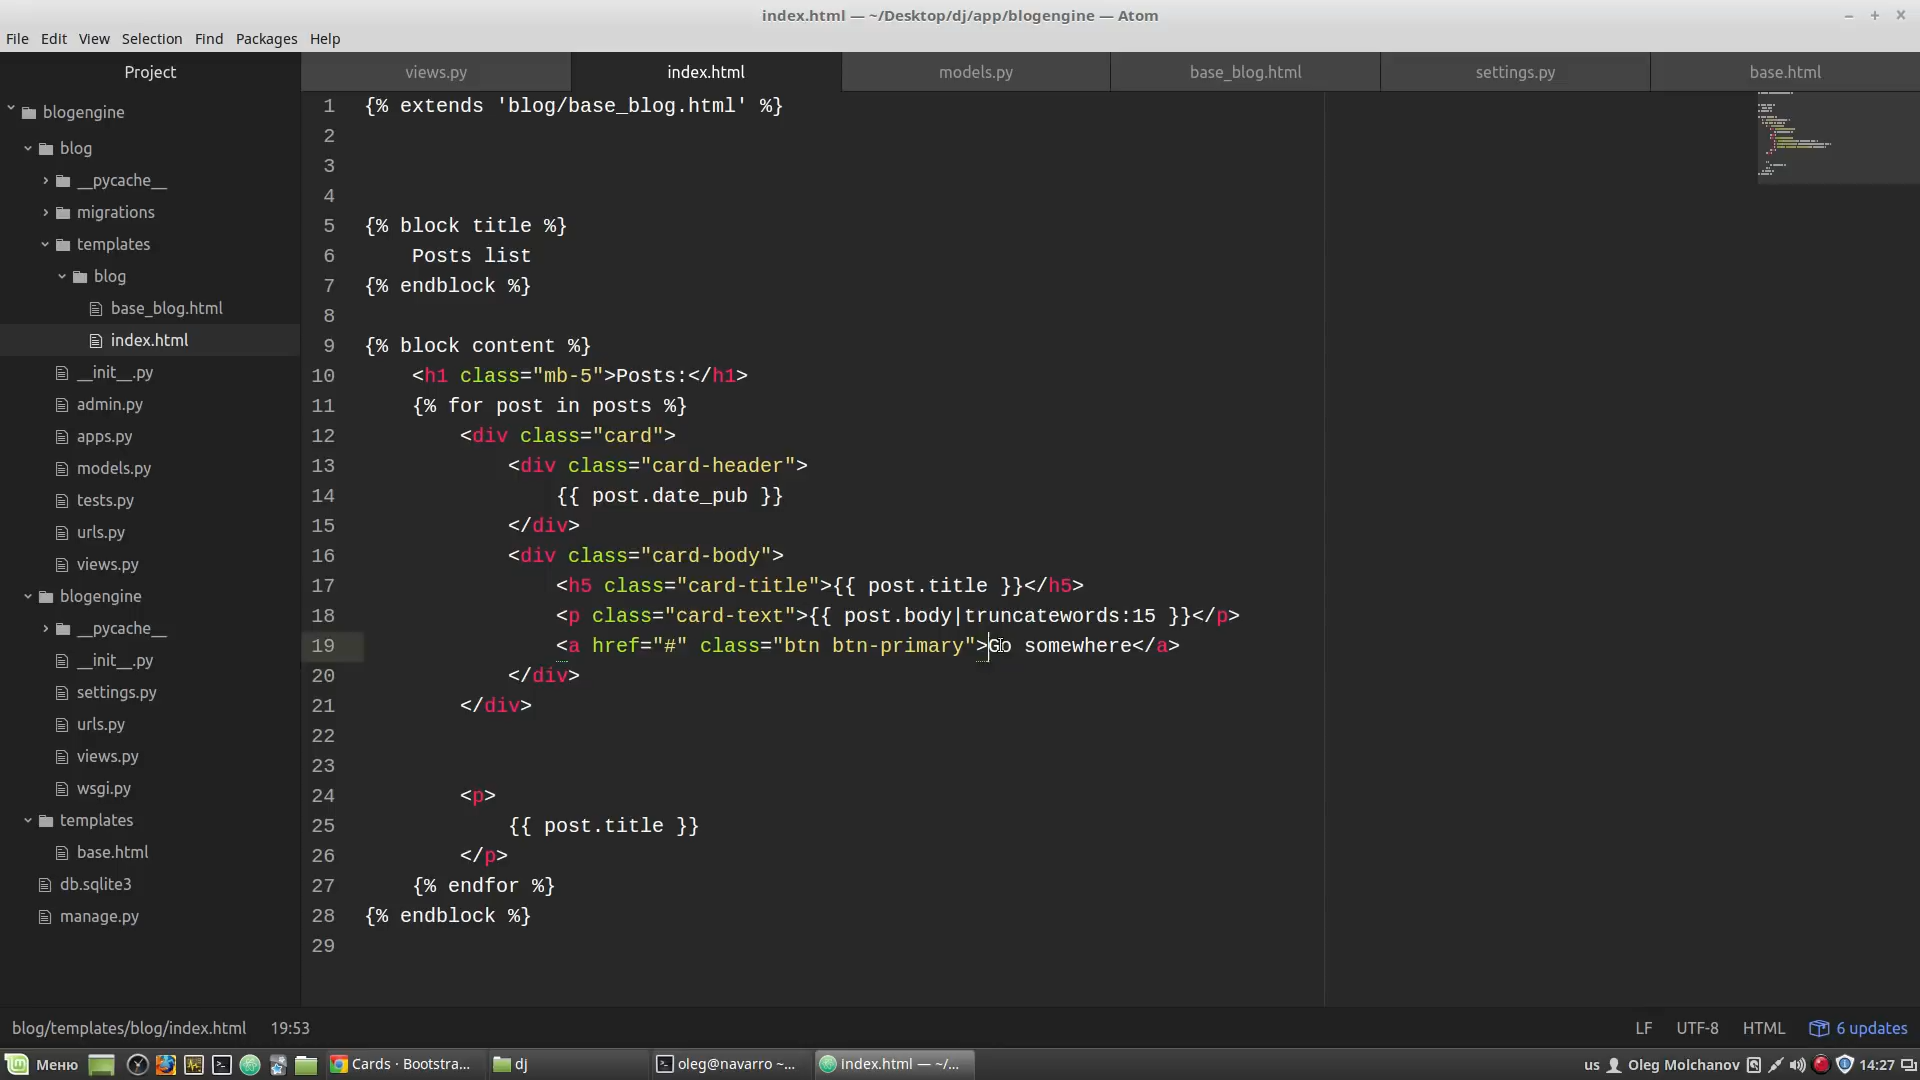 index.html — ~/Desktop/dj/app/blogengine — Atom
File Edit View Selection Find Packages Help
Project
blogengine
blog
__pycache__
migrations
templates
blog
base_blog.html
index.html
__init__.py
admin.py
apps.py
models.py
tests.py
urls.py
views.py
blogengine
__pycache__
__init__.py
settings.py
urls.py
views.py
wsgi.py
templates
base.html
db.sqlite3
manage.py
views.py index.html models.py base_blog.html settings.py base.html
1 {% extends 'blog/base_blog.html' %}
2
3
4
5 {% block title %}
6     Posts list
7 {% endblock %}
8
9 {% block content %}
10     <h1 class="mb-5">Posts:</h1>
11     {% for post in posts %}
12         <div class="card">
13             <div class="card-header">
14                 {{ post.date_pub }}
15             </div>
16             <div class="card-body">
17                 <h5 class="card-title">{{ post.title }}</h5>
18                 <p class="card-text">{{ post.body|truncatewords:15 }}</p>
19                 <a href="#" class="btn btn-primary">Go somewhere</a>
20             </div>
21         </div>
22
23
24         <p>
25             {{ post.title }}
26         </p>
27     {% endfor %}
28 {% endblock %}
29
blog/templates/blog/index.html 19:53 LF UTF-8 HTML 6 updates
Меню Cards · Bootstra... dj oleg@navarro ~... index.html — ~/... us Oleg Molchanov 14:27